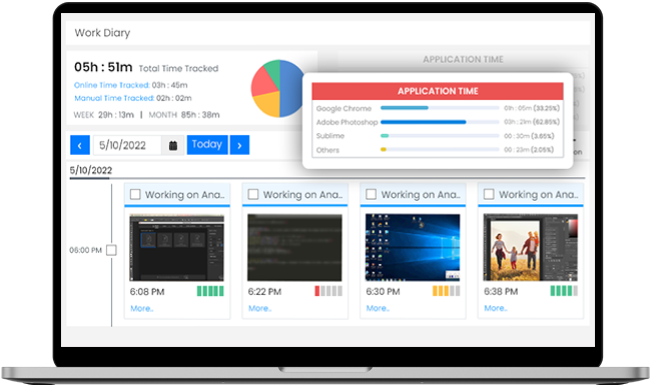 Work Diary
05h : 51m Total Time Tracked
Online Time Tracked: 03h : 45m
Manual Time Tracked: 02h : 02m
WEEK 29h : 13m | MONTH 85h : 38m
APPLICATION TIME
APPLICATION TIME
Google Chrome 01h : 05m (33.25%)
Adobe Photoshop 03h : 23m (62.85%)
Sublime 00 : 30m (3.65%)
Others 00 : 23m (2.05%)
5/10/2022 Today
5/10/2022
Working on Ana.. Working on Ana.. Working on Ana.. Working on Ana..
06:00 PM
6:08 PM 6:22 PM 6:30 PM 6:38 PM
More.. More.. More.. More..